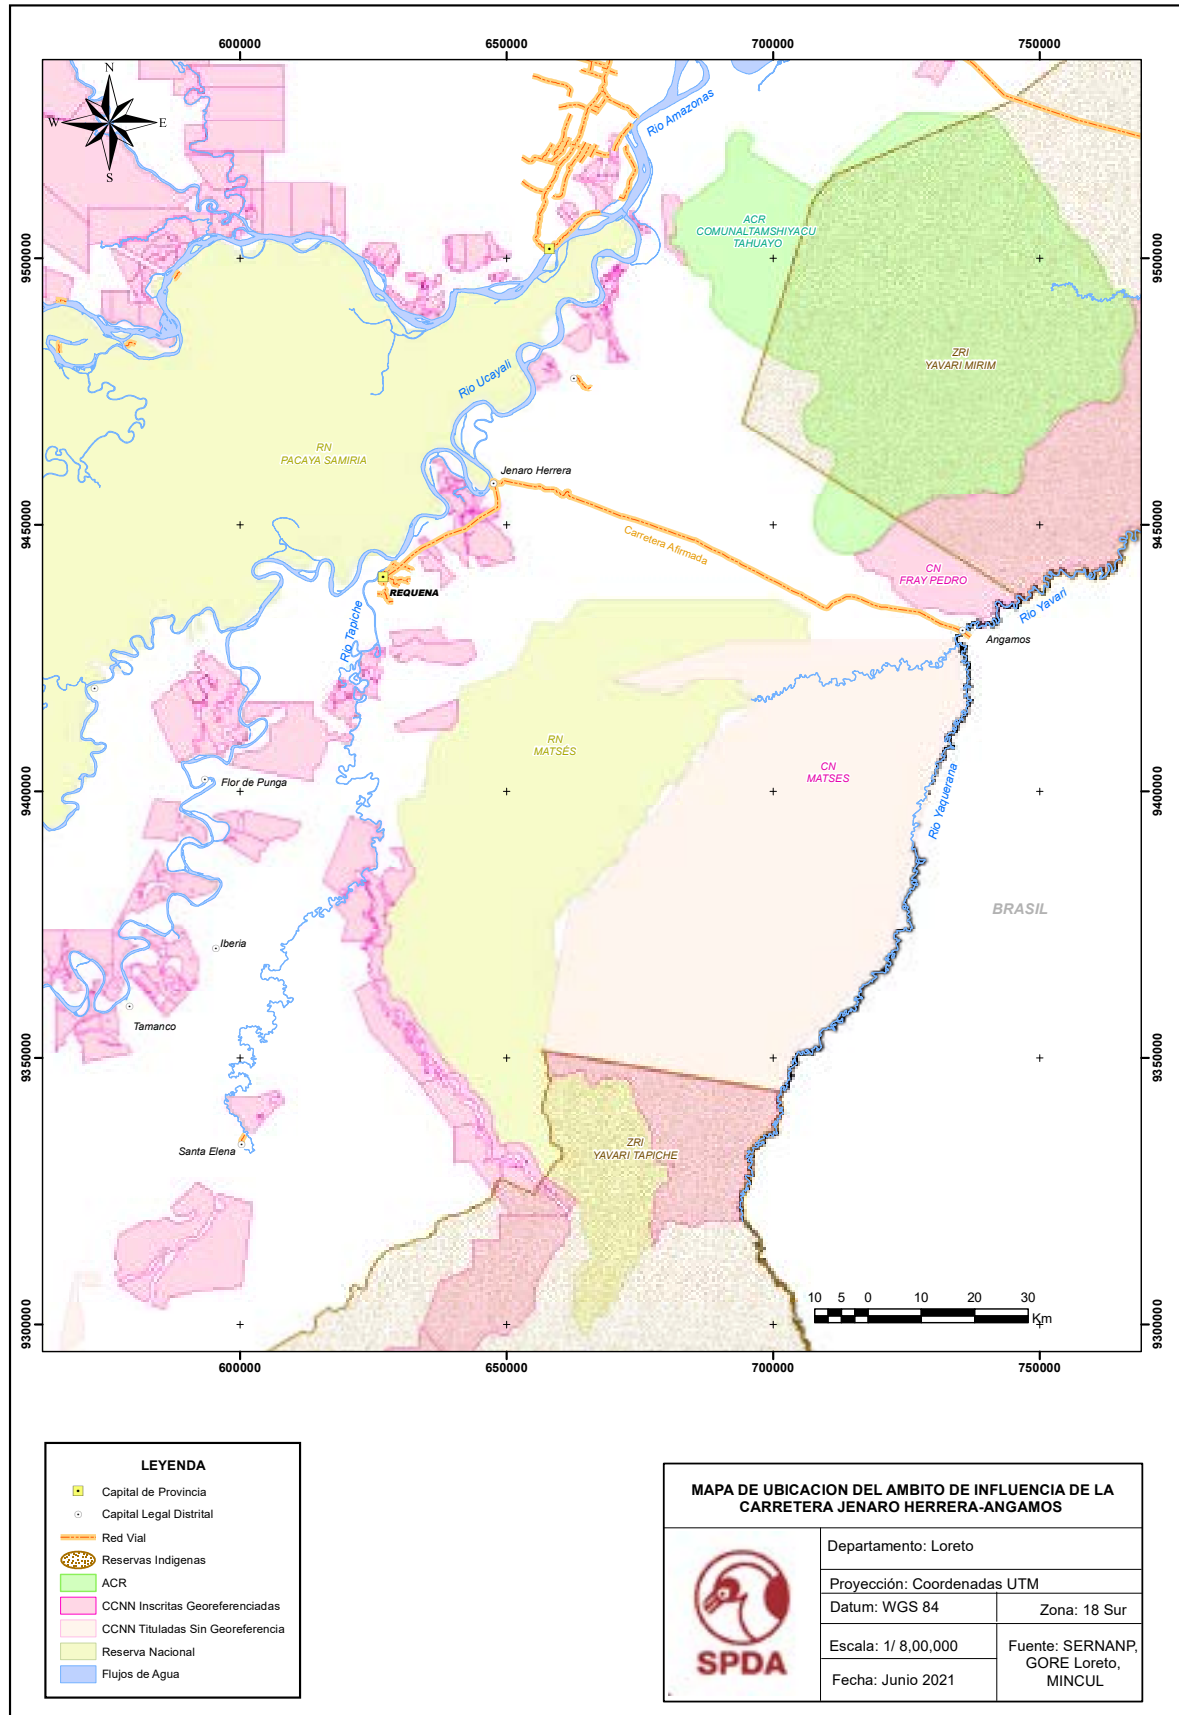 600000
650000
700000
750000
N
W
E
S
Rio Amazonas
ACR
COMUNALTAMSHIYACU
TAHUAYO
9500000
9500000
ZRI
YAVARI MIRIM
Rio Ucayali
RN
PACAYA SAMIRIA
Jenaro Herrera
9450000
9450000
Carretera Afirmada
CN
FRAY PEDRO
REQUENA
Rio Tapiche
Rio Yavari
Angamos
RN
MATSÉS
CN
MATSES
Flor de Punga
9400000
9400000
Rio Yaquerana
BRASIL
Iberia
Tamanco
9350000
9350000
Santa Elena
ZRI
YAVARI TAPICHE
10 5 0 10 20 30
Km
9300000
9300000
600000
650000
700000
750000
LEYENDA
Capital de Provincia
Capital Legal Distrital
Red Vial
Reservas Indigenas
ACR
CCNN Inscritas Georeferenciadas
CCNN Tituladas Sin Georeferencia
Reserva Nacional
Flujos de Agua
MAPA DE UBICACION DEL AMBITO DE INFLUENCIA DE LA
CARRETERA JENARO HERRERA-ANGAMOS
SPDA
Departamento: Loreto
Proyección: Coordenadas UTM
Datum: WGS 84
Zona: 18 Sur
Escala: 1/ 8,00,000
Fecha: Junio 2021
Fuente: SERNANP,
GORE Loreto,
MINCUL